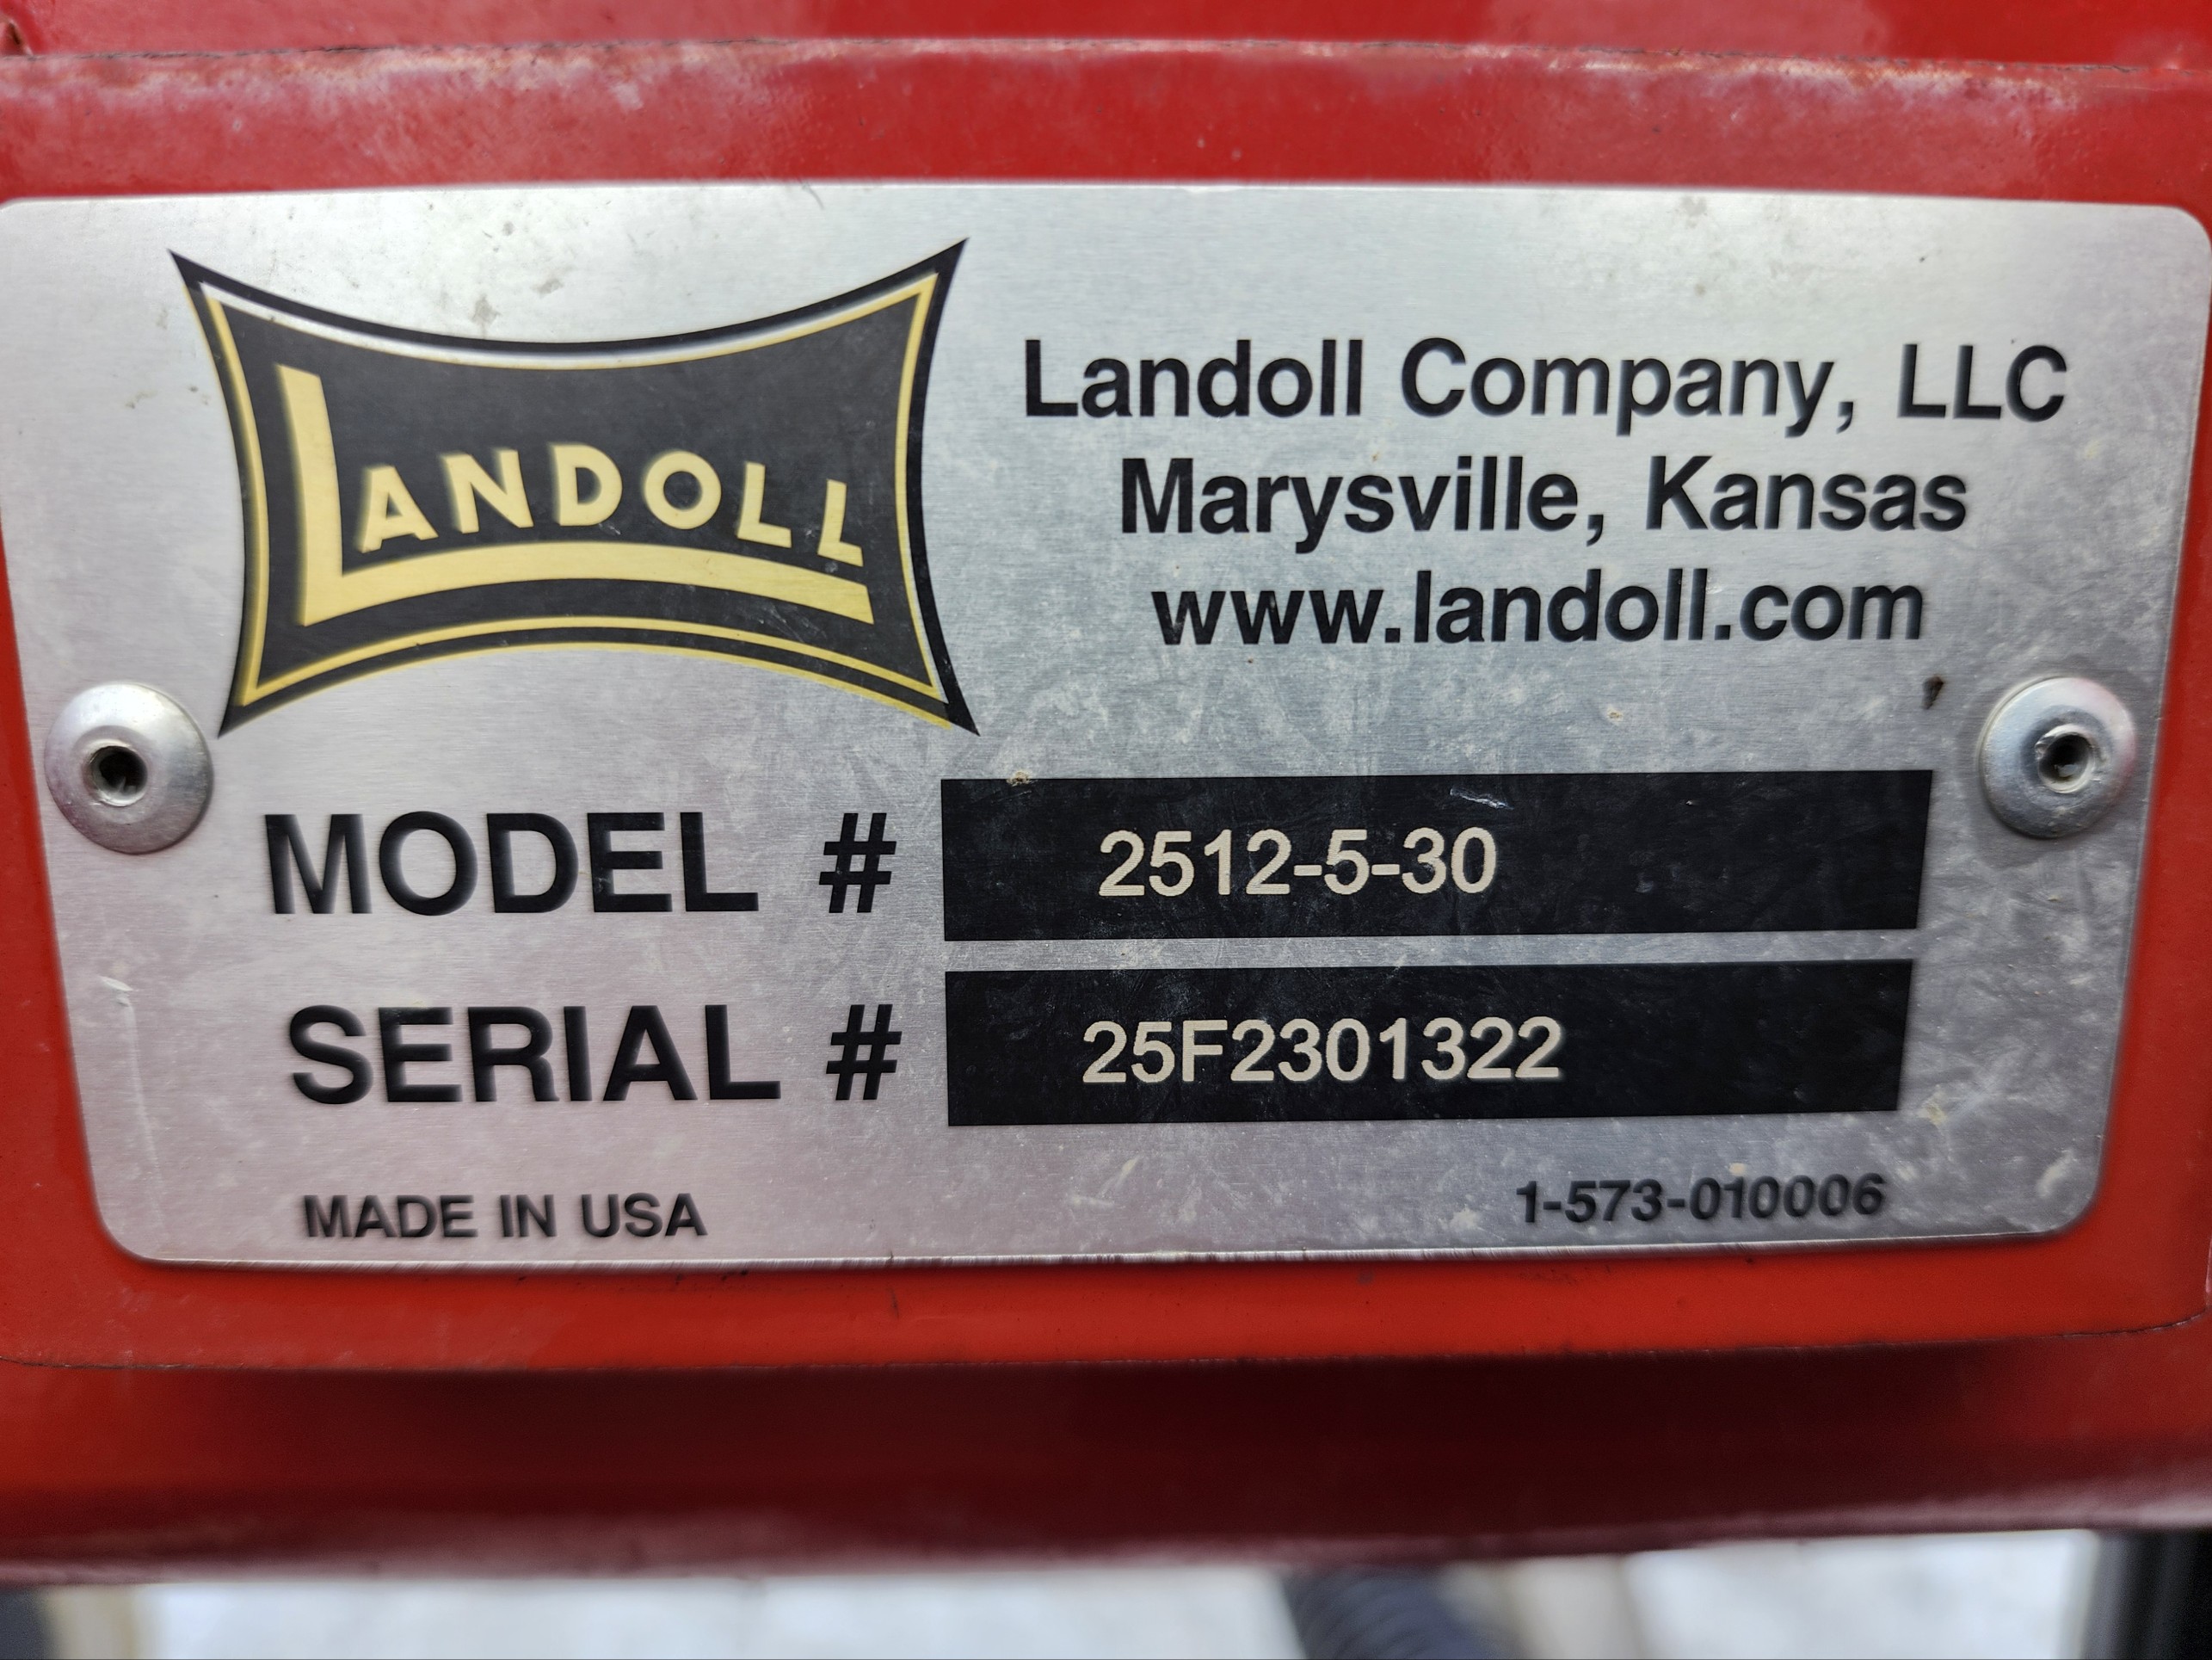 LANDOLL
Landoll Company, LLC
Marysville, Kansas
www.landoll.com
MODEL # 2512-5-30
SERIAL # 25F2301322
MADE IN USA
1-573-010006